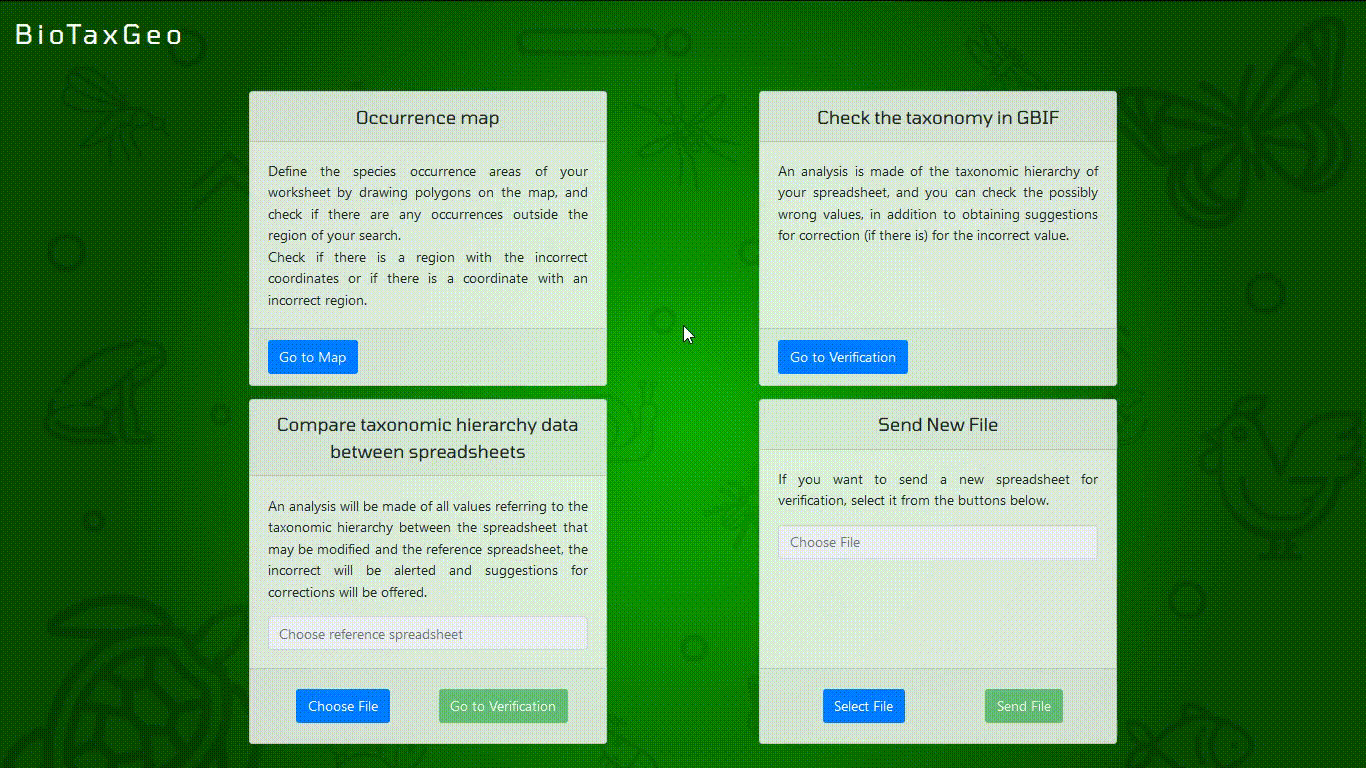 BioTaxGeo
Occurrence map
Define the species occurrence areas of your
worksheet by drawing polygons on the map, and
check if there are any occurrences outside the
region of your search.
Check if there is a region with the incorrect
coordinates or if there is a coordinate with an
incorrect region.
Go to Map
Check the taxonomy in GBIF
An analysis is made of the taxonomic hierarchy of
your spreadsheet, and you can check the possibly
wrong values, in addition to obtaining suggestions
for correction (if there is) for the incorrect value.
Go to Verification
Compare taxonomic hierarchy data
between spreadsheets
An analysis will be made of all values referring to the
taxonomic hierarchy between the spreadsheet that
may be modified and the reference spreadsheet, the
incorrect will be alerted and suggestions for
corrections will be offered.
Choose reference spreadsheet
Choose File
Go to Verification
Send New File
If you want to send a new spreadsheet for
verification, select it from the buttons below.
Choose File
Select File
Send File